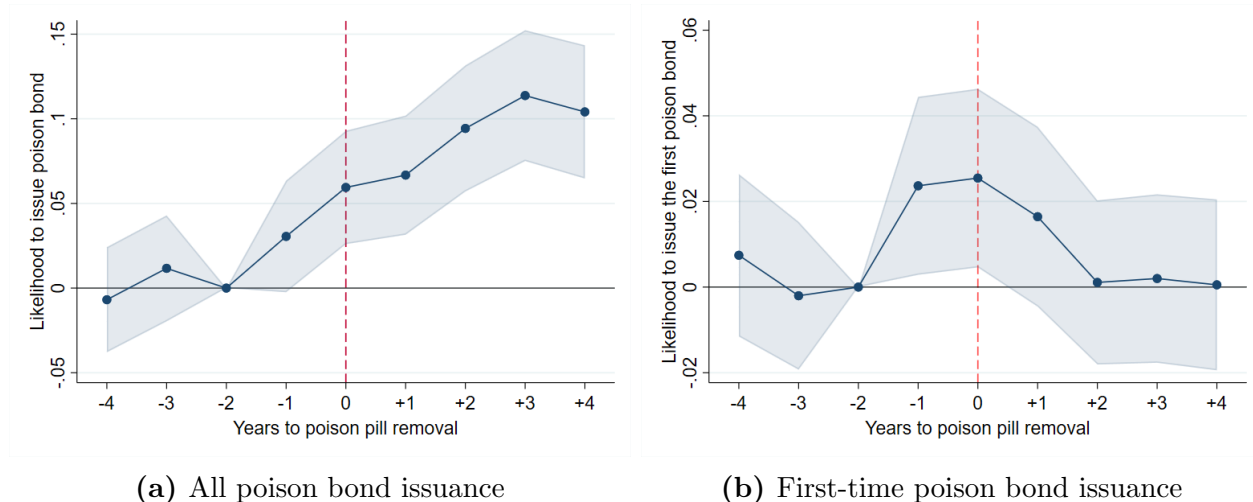 Likelihood to issue poison bond
.15
.1
.05
0
-.05
-4 -3 -2 -1 0 +1 +2 +3 +4
Years to poison pill removal
(a) All poison bond issuance
Likelihood to issue the first poison bond
.06
.04
.02
0
-.02
-4 -3 -2 -1 0 +1 +2 +3 +4
Years to poison pill removal
(b) First-time poison bond issuance